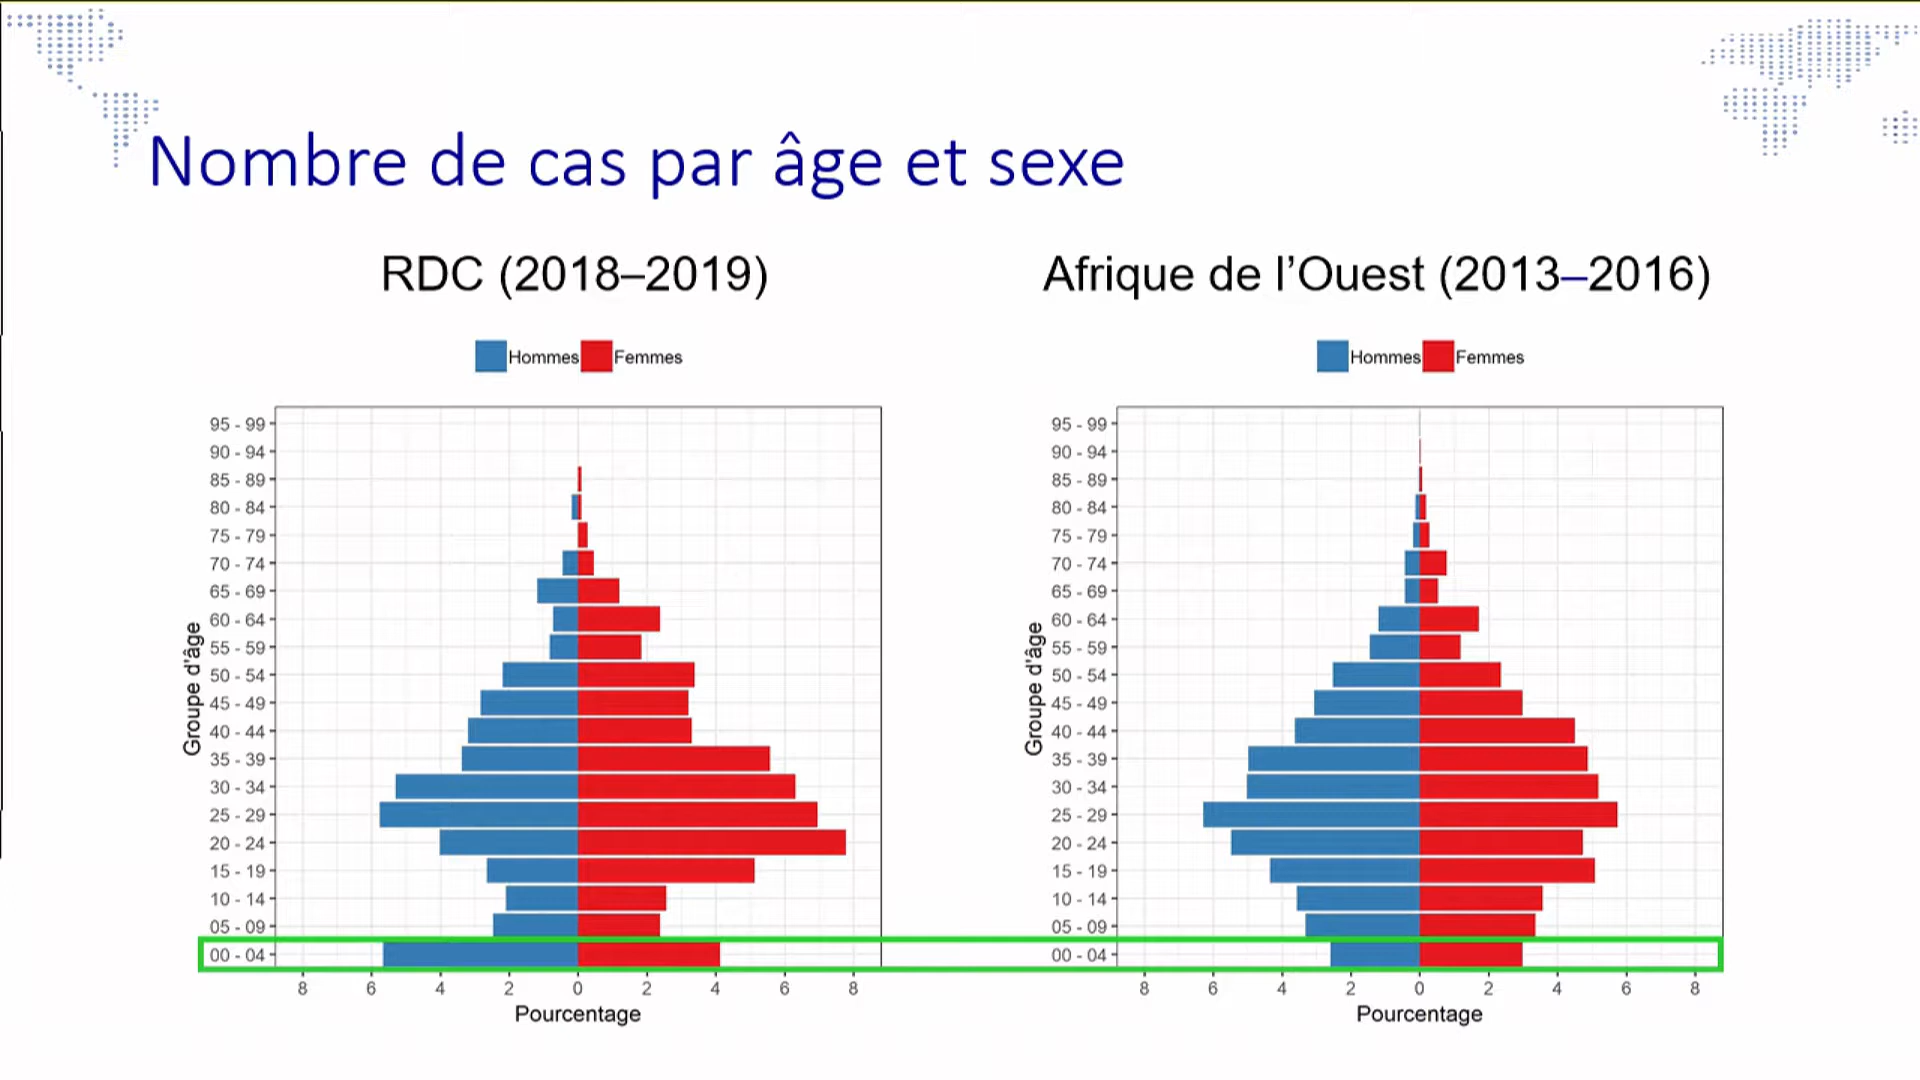 Nombre de cas par âge et sexe
RDC (2018–2019)
Hommes Femmes
Groupe d'âge
95 - 99
90 - 94
85 - 89
80 - 84
75 - 79
70 - 74
65 - 69
60 - 64
55 - 59
50 - 54
45 - 49
40 - 44
35 - 39
30 - 34
25 - 29
20 - 24
15 - 19
10 - 14
05 - 09
00 - 04
8 6 4 2 0 2 4 6 8
Pourcentage
Afrique de l’Ouest (2013–2016)
Hommes Femmes
Groupe d'âge
95 - 99
90 - 94
85 - 89
80 - 84
75 - 79
70 - 74
65 - 69
60 - 64
55 - 59
50 - 54
45 - 49
40 - 44
35 - 39
30 - 34
25 - 29
20 - 24
15 - 19
10 - 14
05 - 09
00 - 04
8 6 4 2 0 2 4 6 8
Pourcentage